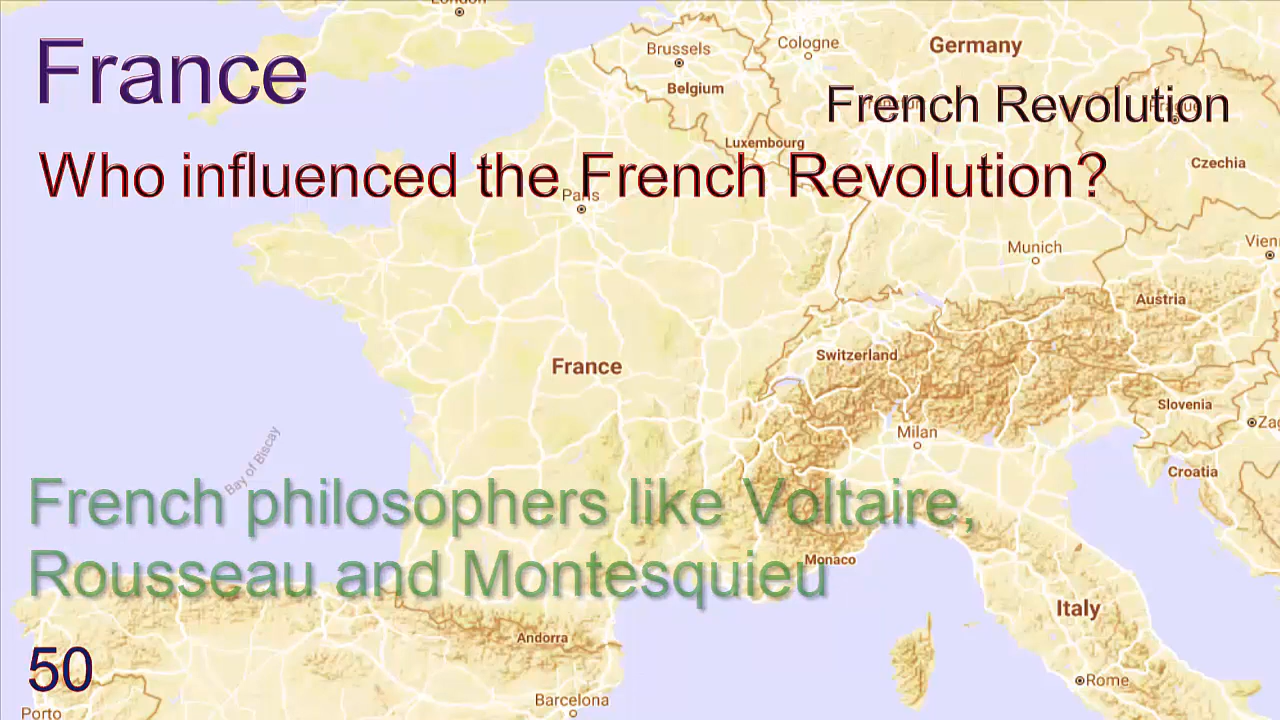 London
France
Brussels
Cologne
Germany
Belgium
French Revolution
Prague
Luxembourg
Czechia
Who influenced the French Revolution?
Paris
Munich
Austria
Switzerland
France
Slovenia
Milan
Bay of Biscay
Croatia
French philosophers like Voltaire,
Rousseau and Montesquieu
Monaco
Italy
Andorra
50
Rome
Barcelona
Porto